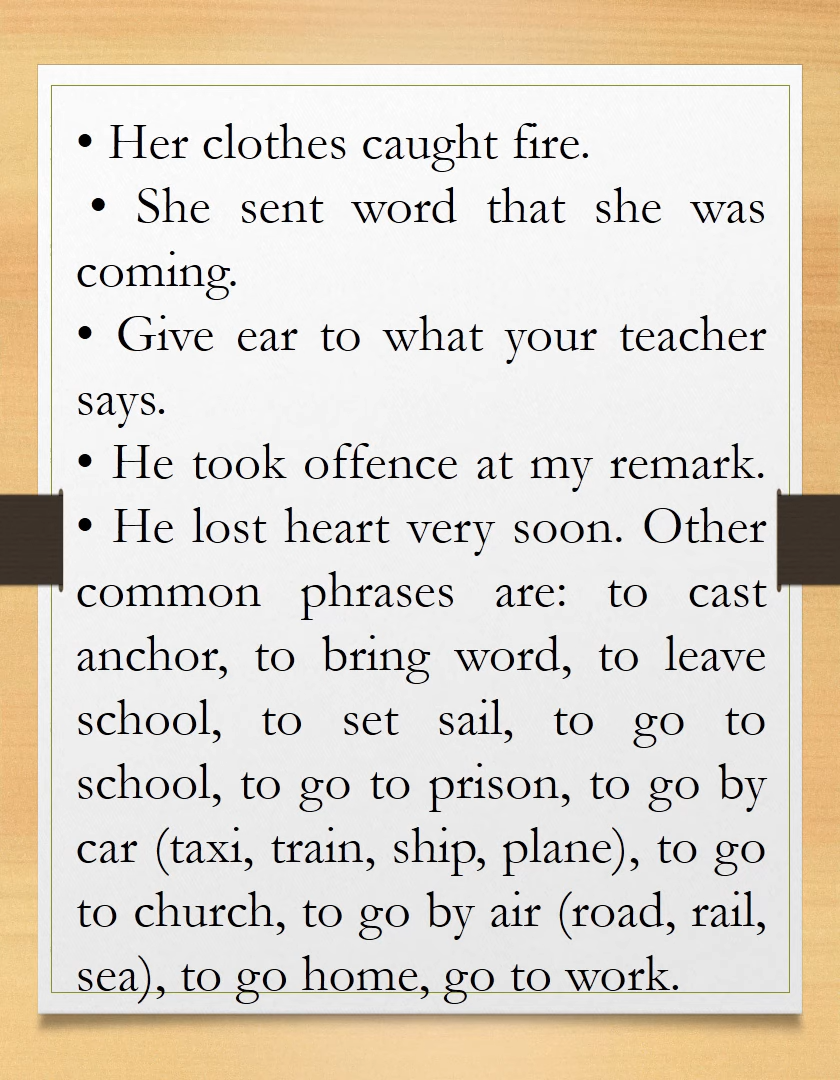 • Her clothes caught fire.
• She sent word that she was
coming.
• Give ear to what your teacher
says.
• He took offence at my remark.
• He lost heart very soon. Other
common phrases are: to cast
anchor, to bring word, to leave
school, to set sail, to go to
school, to go to prison, to go by
car (taxi, train, ship, plane), to go
to church, to go by air (road, rail,
sea), to go home, go to work.